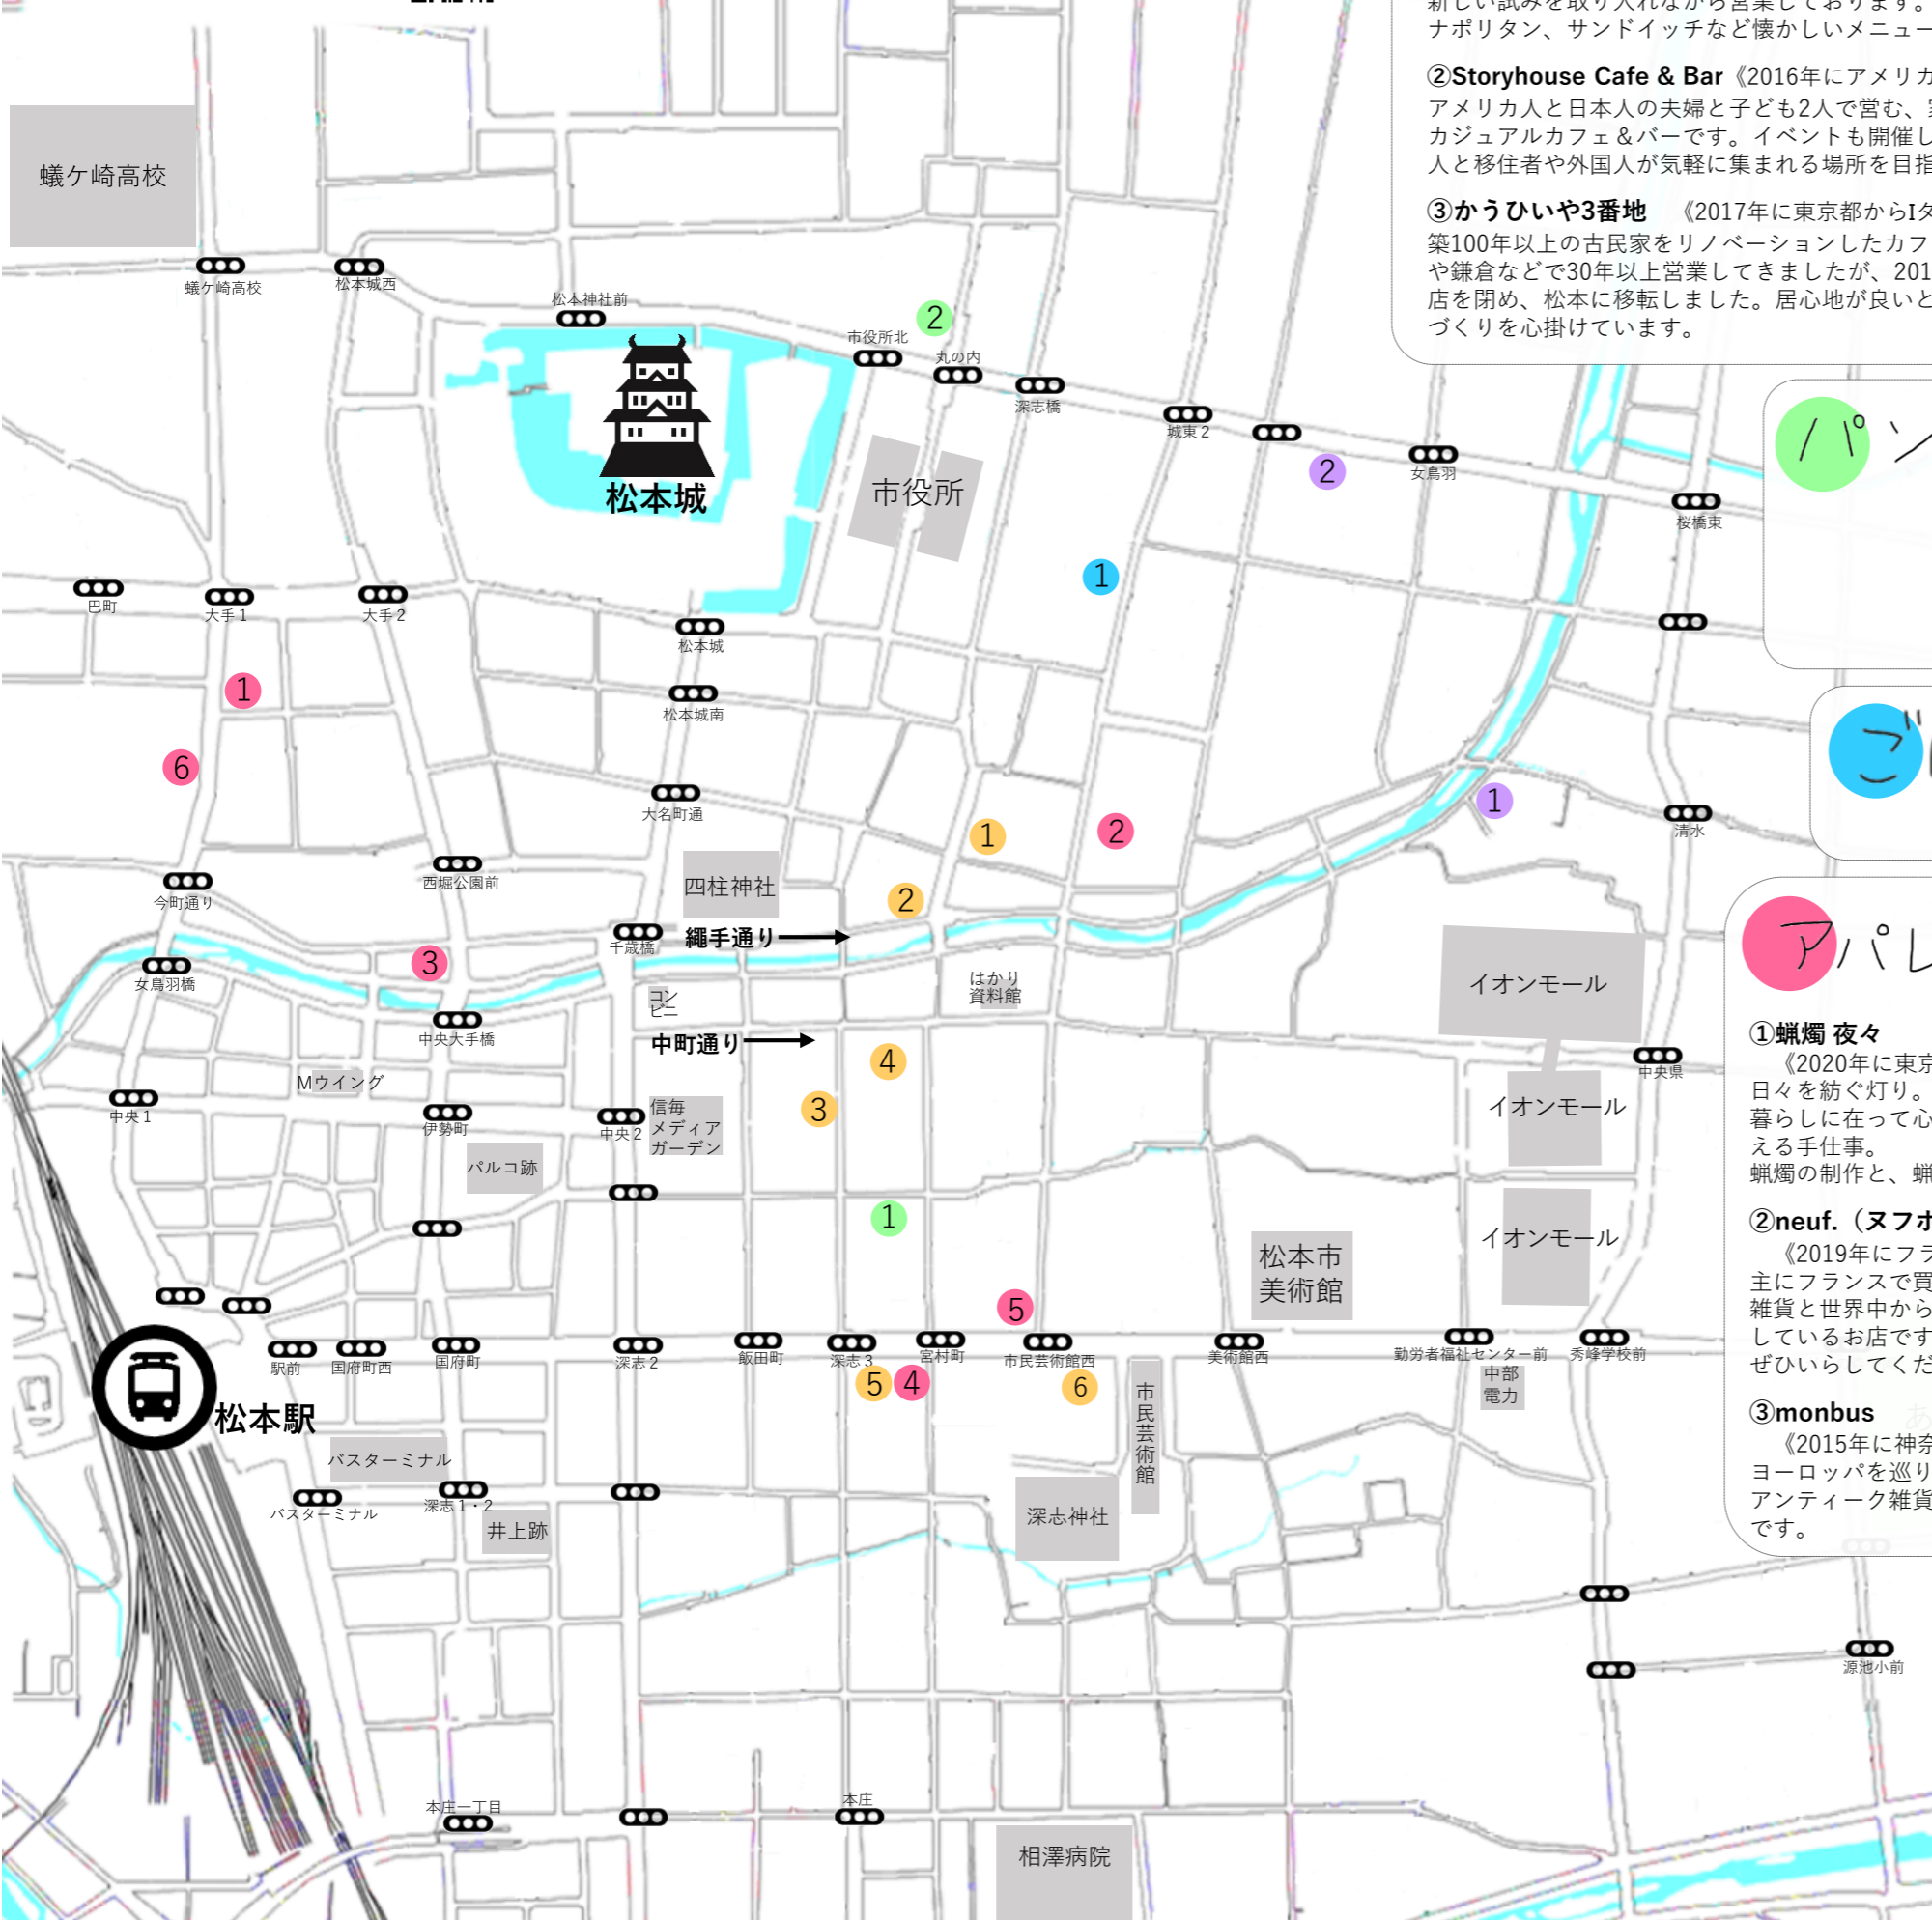 新しい試みを取り入れながら営業しております。
ナポリタン、サンドイッチなど懐かしいメニュー
②Storyhouse Cafe & Bar《2016年にアメリカ
アメリカ人と日本人の夫婦と子ども2人で営む、
カジュアルカフェ＆バーです。イベントも開催し
人と移住者や外国人が気軽に集まれる場所を目指
③かうひいや3番地　《2017年に東京都からIタ
築100年以上の古民家をリノベーションしたカフ
や鎌倉などで30年以上営業してきましたが、201
店を閉め、松本に移転しました。居心地が良いと
づくりを心掛けています。
蟻ケ崎高校
蟻ケ崎高校
松本城西
松本神社前
2
市役所北
丸の内
深志橋
城東２
2
女鳥羽
桜橋東
パン
松本城
市役所
1
巴町
大手１
大手２
松本城
1
松本城南
6
大名町通
1
2
1
清水
西堀公園前
四柱神社
今町通り
2
千歳橋
縄手通り
3
女鳥羽橋
はかり
資料館
イオンモール
コン
ビニ
中央大手橋
中町通り
4
中央県
Mウイング
3
イオンモール
中央１
伊勢町
中央２
信毎
メディア
ガーデン
パルコ跡
1
松本市
美術館
イオンモール
5
駅前
国府町西
国府町
深志２
飯田町
深志３
宮村町
市民芸術館西
美術館西
勤労者福祉センター前
秀峰学校前
5
4
6
中部
電力
市民芸術館
松本駅
バスターミナル
バスターミナル
深志１・２
井上跡
深志神社
源池小前
本庄一丁目
本庄
相澤病院
アパレ
①蝋燭 夜々
《2020年に東京
日々を紡ぐ灯り。
暮らしに在って心
える手仕事。
蝋燭の制作と、蝋
②neuf.（ヌフ
《2019年にフラ
主にフランスで買
雑貨と世界中から
しているお店です
ぜひいらしてくだ
③monbus
《2015年に神奈
ヨーロッパを巡り
アンティーク雑貨
です。